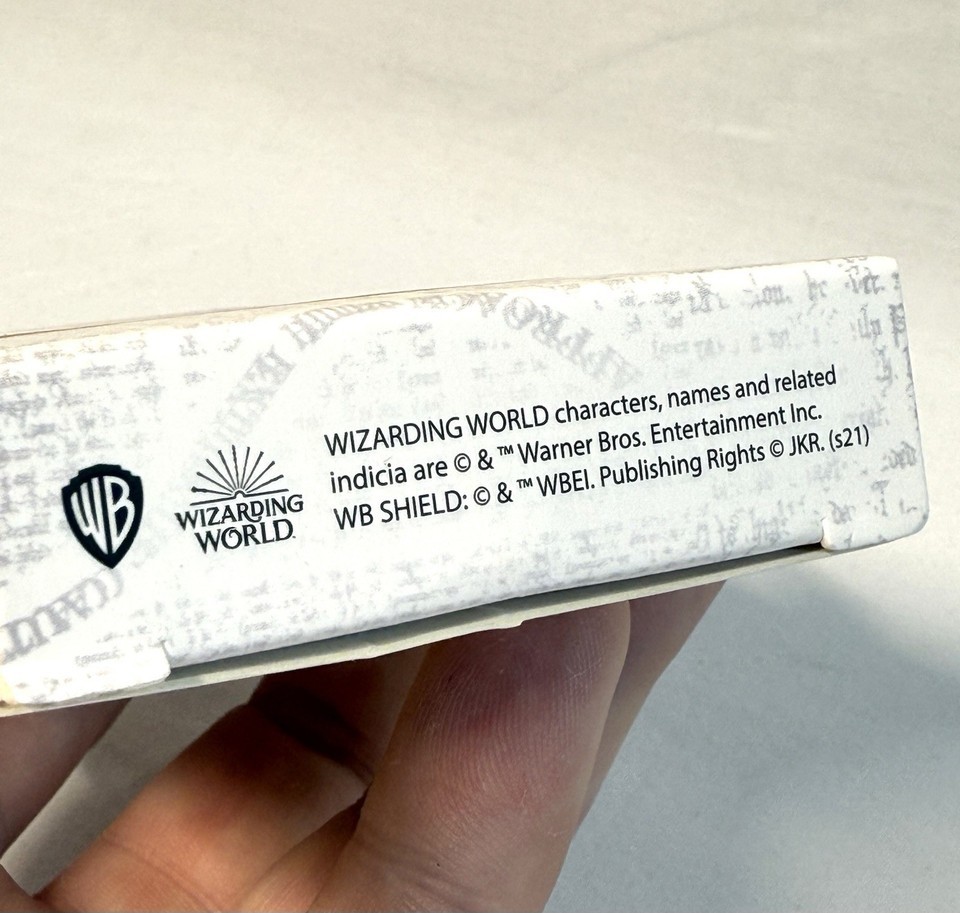 WB
WIZARDING
WORLD
WIZARDING WORLD characters, names and related
indicia are © & ™ Warner Bros. Entertainment Inc.
WB SHIELD: © & ™ WBEI. Publishing Rights © JKR. (s21)